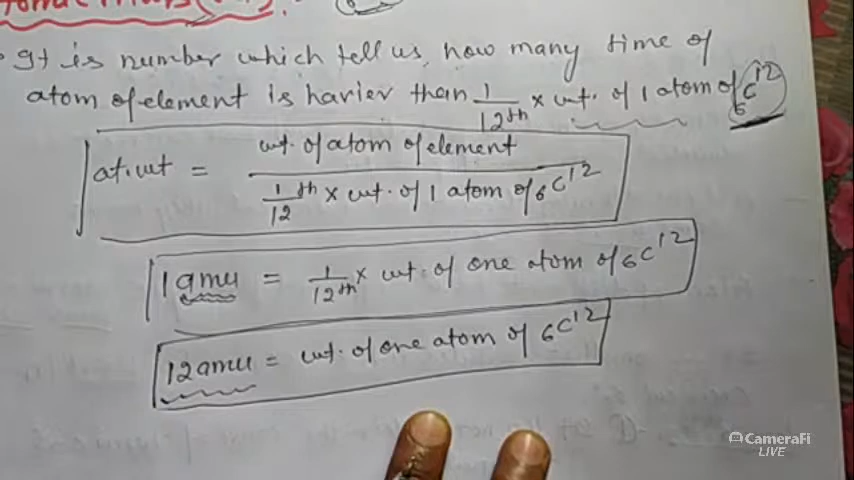 It is number which tell us, how many time of
atom of element is havier than 1/12th × wt. of 1 atom of 6C12
at.wt = wt. of atom of element / 1/12th × wt. of 1 atom of 6C12
1 amu = 1/12th × wt. of one atom of 6C12
12 amu = wt. of one atom of 6C12
CameraFi
LIVE